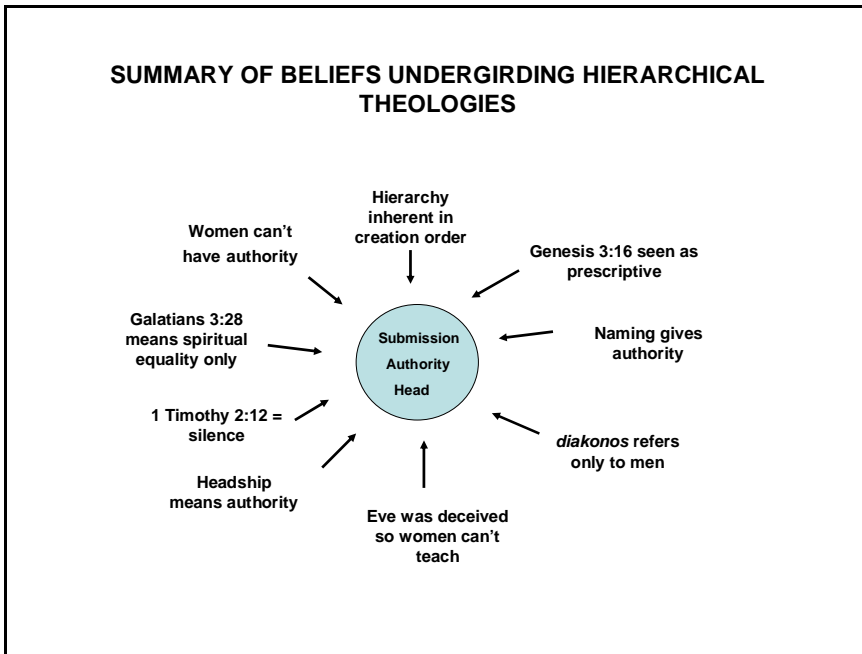 SUMMARY OF BELIEFS UNDERGIRDING HIERARCHICAL
THEOLOGIES
Hierarchy
inherent in
creation order
Women can’t
have authority
Genesis 3:16 seen as
prescriptive
Galatians 3:28
means spiritual
equality only
Submission
Authority
Head
Naming gives
authority
1 Timothy 2:12 =
silence
diakonos refers
only to men
Headship
means authority
Eve was deceived
so women can’t
teach